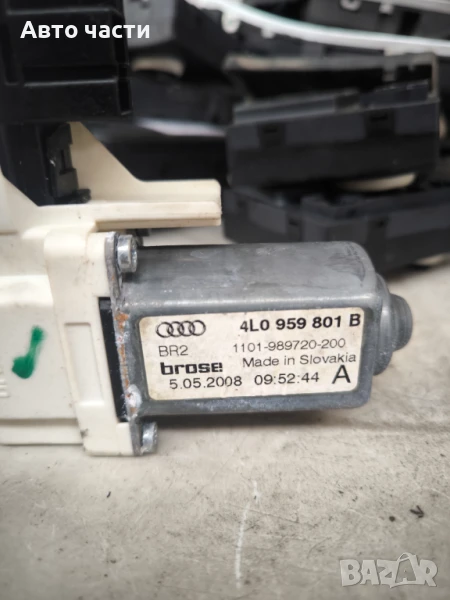 Авто части
4L0 959 801 B
BR2 1101-989720-200
brose Made in Slovakia
5.05.2008 09:52:44 A
bazar